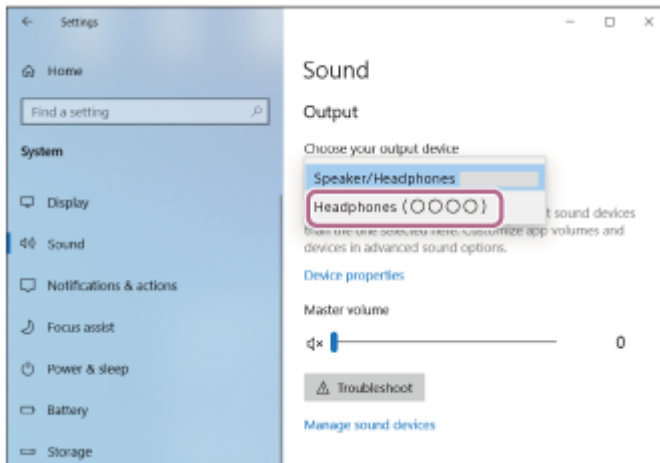 Settings
Home
Find a setting
System
Display
Sound
Notifications & actions
Focus assist
Power & sleep
Battery
Storage
Sound
Output
Choose your output device
Speaker/Headphones
Headphones (○○○○)
t sound devices
than the one selected here. Customize app volumes and
devices in advanced sound options.
Device properties
Master volume
0
Troubleshoot
Manage sound devices